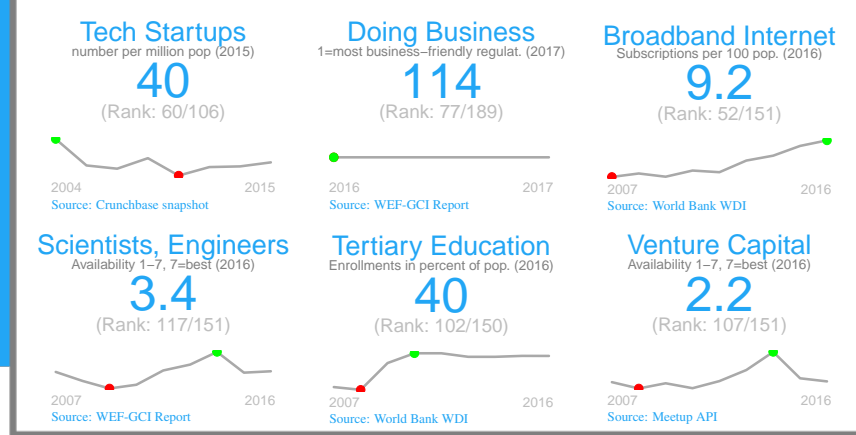 Tech Startups
number per million pop (2015)
40
(Rank: 60/106)
2004 2015
Source: Crunchbase snapshot
Doing Business
1=most business−friendly regulat. (2017)
114
(Rank: 77/189)
2016 2017
Source: WEF-GCI Report
Broadband Internet
Subscriptions per 100 pop. (2016)
9.2
(Rank: 52/151)
2007 2016
Source: World Bank WDI
Scientists, Engineers
Availability 1−7, 7=best (2016)
3.4
(Rank: 117/151)
2007 2016
Source: WEF-GCI Report
Tertiary Education
Enrollments in percent of pop. (2016)
40
(Rank: 102/150)
2007 2016
Source: World Bank WDI
Venture Capital
Availability 1−7, 7=best (2016)
2.2
(Rank: 107/151)
2007 2016
Source: Meetup API